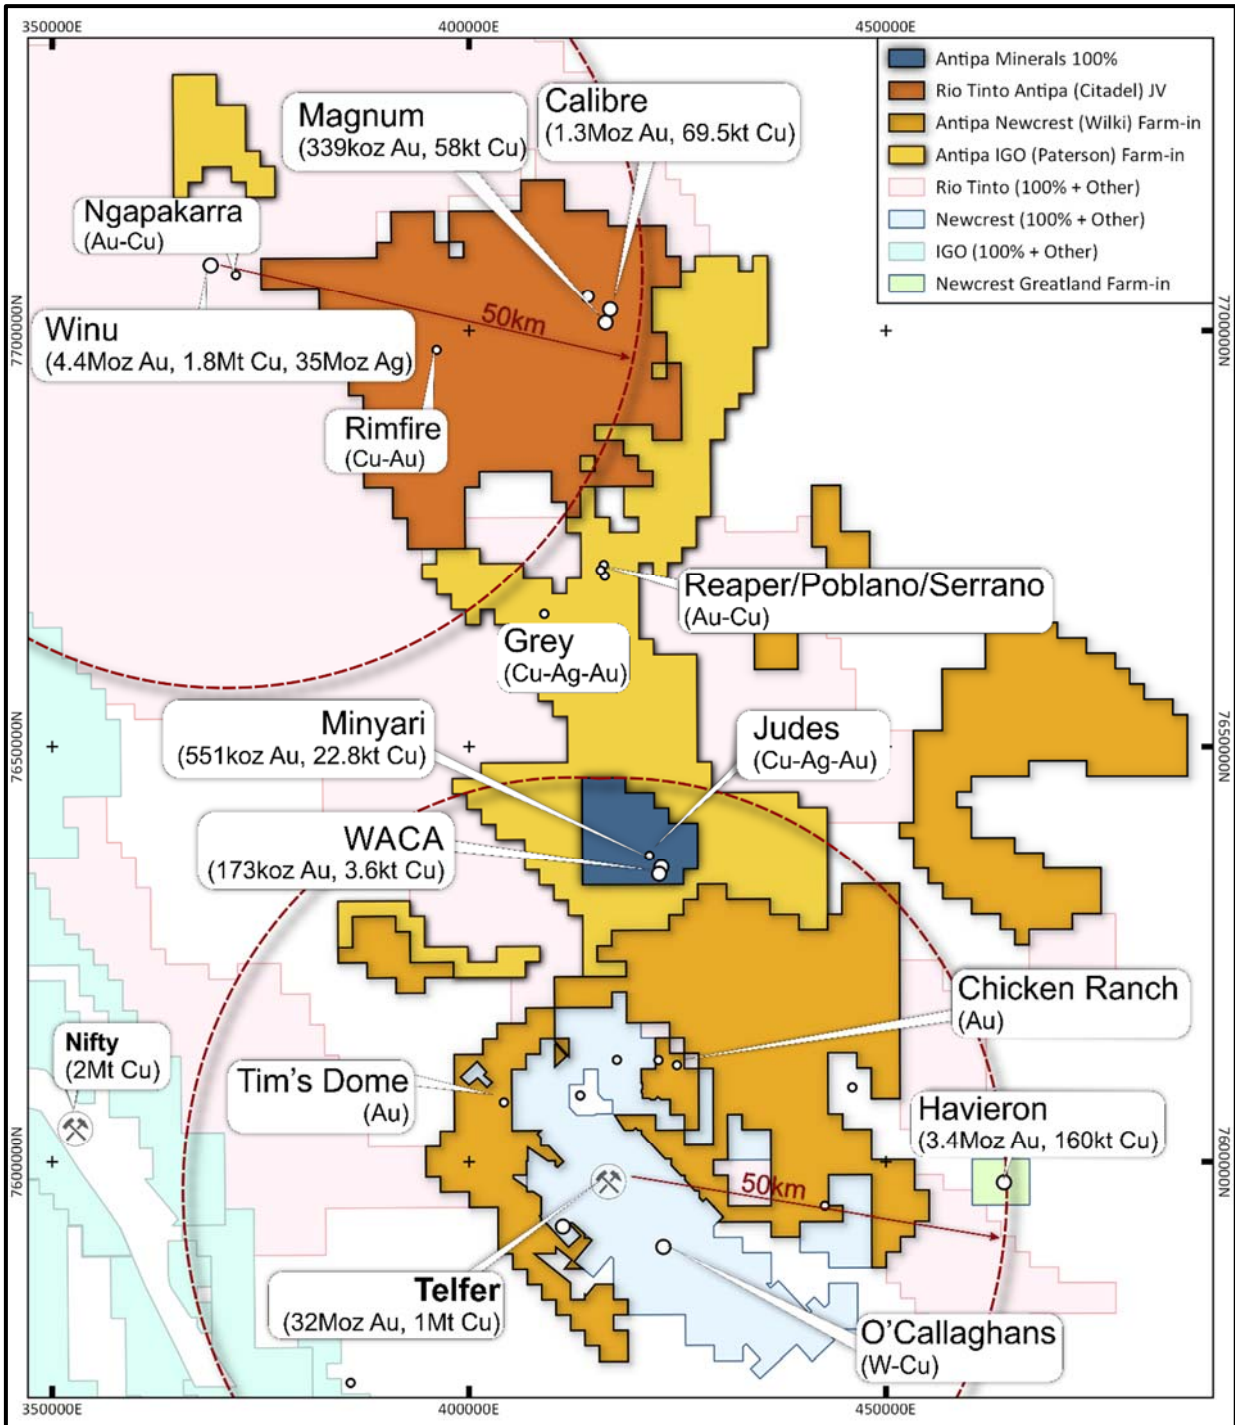 350000E
400000E
450000E
Antipa Minerals 100%
Rio Tinto Antipa (Citadel) JV
Antipa Newcrest (Wilki) Farm-in
Antipa IGO (Paterson) Farm-in
Rio Tinto (100% + Other)
Newcrest (100% + Other)
IGO (100% + Other)
Newcrest Greatland Farm-in
Magnum
(339koz Au, 58kt Cu)
Calibre
(1.3Moz Au, 69.5kt Cu)
Ngapakarra
(Au-Cu)
50km
Winu
(4.4Moz Au, 1.8Mt Cu, 35Moz Ag)
7700000N
7700000N
Rimfire
(Cu-Au)
Reaper/Poblano/Serrano
(Au-Cu)
Grey
(Cu-Ag-Au)
Minyari
(551koz Au, 22.8kt Cu)
Judes
(Cu-Ag-Au)
7650000N
7650000N
WACA
(173koz Au, 3.6kt Cu)
Chicken Ranch
(Au)
Nifty
(2Mt Cu)
Tim's Dome
(Au)
Havieron
(3.4Moz Au, 160kt Cu)
7600000N
7600000N
50km
Telfer
(32Moz Au, 1Mt Cu)
O'Callaghans
(W-Cu)
350000E
400000E
450000E